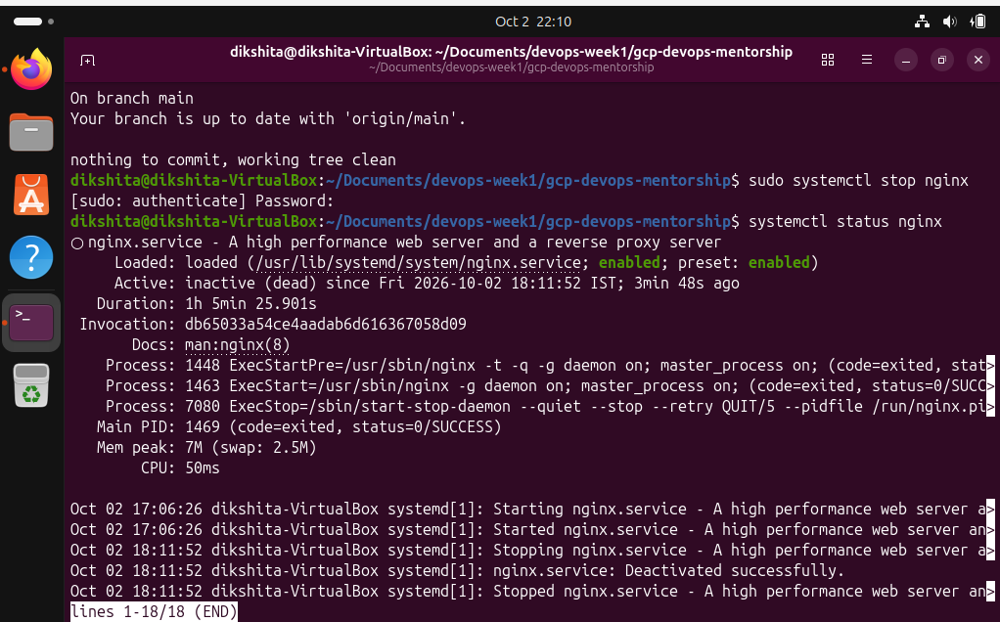 Oct 2 22:10
dikshita@dikshita-VirtualBox: ~/Documents/devops-week1/gcp-devops-mentorship
~/Documents/devops-week1/gcp-devops-mentorship
On branch main
Your branch is up to date with 'origin/main'.
nothing to commit, working tree clean
dikshita@dikshita-VirtualBox:~/Documents/devops-week1/gcp-devops-mentorship$ sudo systemctl stop nginx
[sudo: authenticate] Password:
dikshita@dikshita-VirtualBox:~/Documents/devops-week1/gcp-devops-mentorship$ systemctl status nginx
○ nginx.service - A high performance web server and a reverse proxy server
Loaded: loaded (/usr/lib/systemd/system/nginx.service; enabled; preset: enabled)
Active: inactive (dead) since Fri 2026-10-02 18:11:52 IST; 3min 48s ago
Duration: 1h 5min 25.901s
Invocation: db65033a54ce4aadab6d616367058d09
Docs: man:nginx(8)
Process: 1448 ExecStartPre=/usr/sbin/nginx -t -q -g daemon on; master_process on; (code=exited, stat>
Process: 1463 ExecStart=/usr/sbin/nginx -g daemon on; master_process on; (code=exited, status=0/SUCC>
Process: 7080 ExecStop=/sbin/start-stop-daemon --quiet --stop --retry QUIT/5 --pidfile /run/nginx.pi>
Main PID: 1469 (code=exited, status=0/SUCCESS)
Mem peak: 7M (swap: 2.5M)
CPU: 50ms
Oct 02 17:06:26 dikshita-VirtualBox systemd[1]: Starting nginx.service - A high performance web server a>
Oct 02 17:06:26 dikshita-VirtualBox systemd[1]: Started nginx.service - A high performance web server an>
Oct 02 18:11:52 dikshita-VirtualBox systemd[1]: Stopping nginx.service - A high performance web server a>
Oct 02 18:11:52 dikshita-VirtualBox systemd[1]: nginx.service: Deactivated successfully.
Oct 02 18:11:52 dikshita-VirtualBox systemd[1]: Stopped nginx.service - A high performance web server an>
lines 1-18/18 (END)